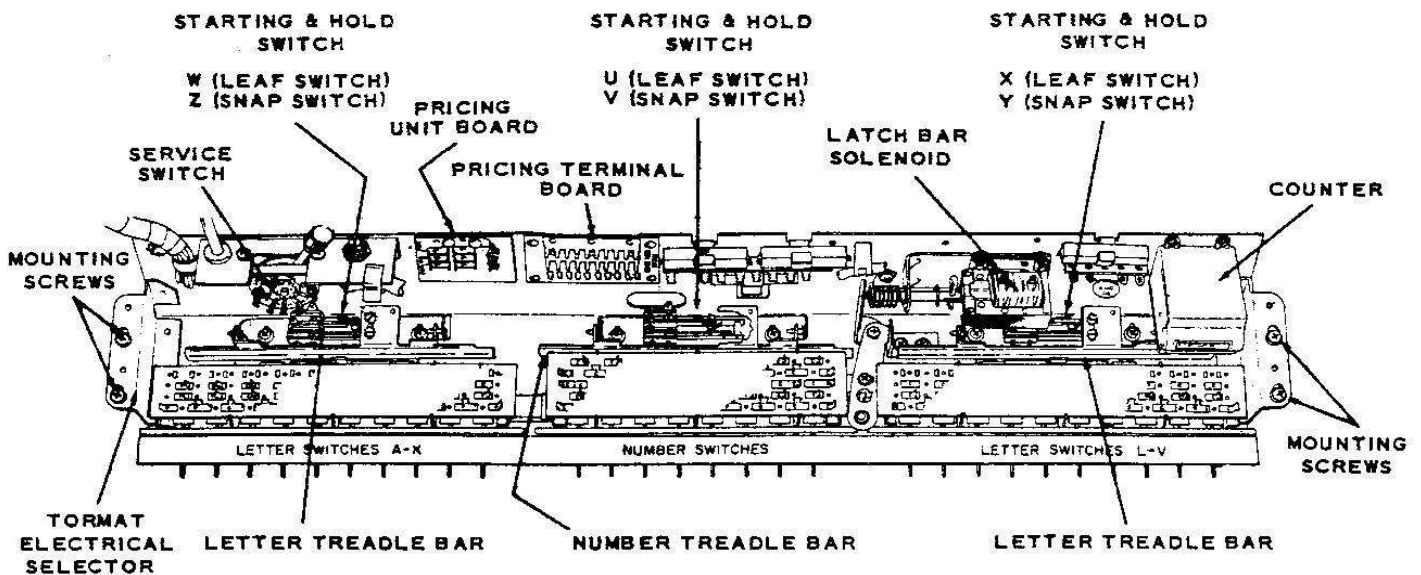 STARTING & HOLD
SWITCH
W (LEAF SWITCH)
Z (SNAP SWITCH)
STARTING & HOLD
SWITCH
U (LEAF SWITCH)
V (SNAP SWITCH)
STARTING & HOLD
SWITCH
X (LEAF SWITCH)
Y (SNAP SWITCH)
PRICING
UNIT BOARD
SERVICE
SWITCH
PRICING TERMINAL
BOARD
LATCH BAR
SOLENOID
COUNTER
MOUNTING
SCREWS
LETTER SWITCHES A-K
NUMBER SWITCHES
LETTER SWITCHES L-V
MOUNTING
SCREWS
TORMAT
ELECTRICAL
SELECTOR
LETTER TREADLE BAR
NUMBER TREADLE BAR
LETTER TREADLE BAR